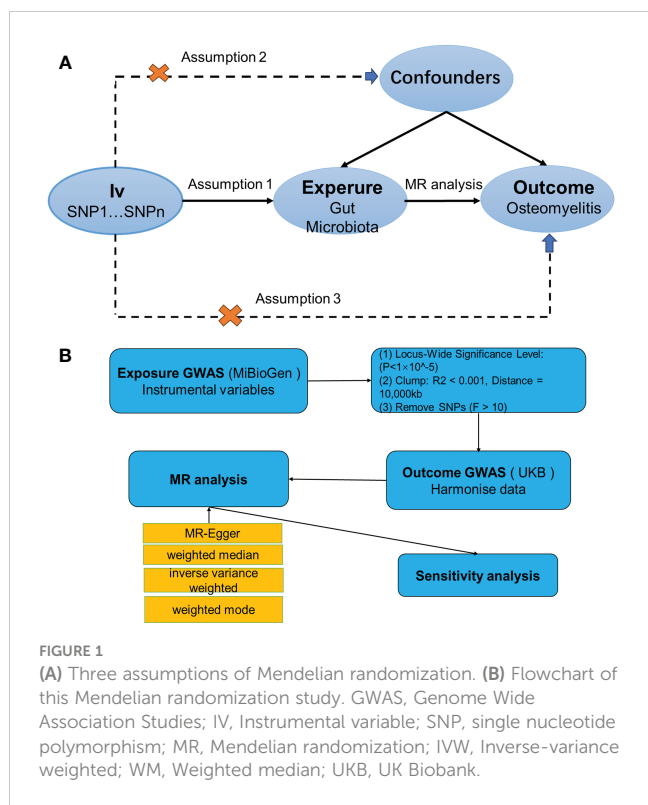 A
Assumption 2
Confounders
Iv
SNP1...SNPn
Assumption 1
Experure
Gut
Microbiota
MR analysis
Outcome
Osteomyelitis
Assumption 3
B
Exposure GWAS (MiBioGen )
Instrumental variables
(1) Locus-Wide Significance Level:
(P<1×10^-5)
(2) Clump: R2 < 0.001, Distance =
10,000kb
(3) Remove SNPs (F > 10)
MR analysis
Outcome GWAS ( UKB )
Harmonise data
MR-Egger
weighted median
inverse variance
weighted
weighted mode
Sensitivity analysis
FIGURE 1
(A) Three assumptions of Mendelian randomization. (B) Flowchart of
this Mendelian randomization study. GWAS, Genome Wide
Association Studies; IV, Instrumental variable; SNP, single nucleotide
polymorphism; MR, Mendelian randomization; IVW, Inverse-variance
weighted; WM, Weighted median; UKB, UK Biobank.